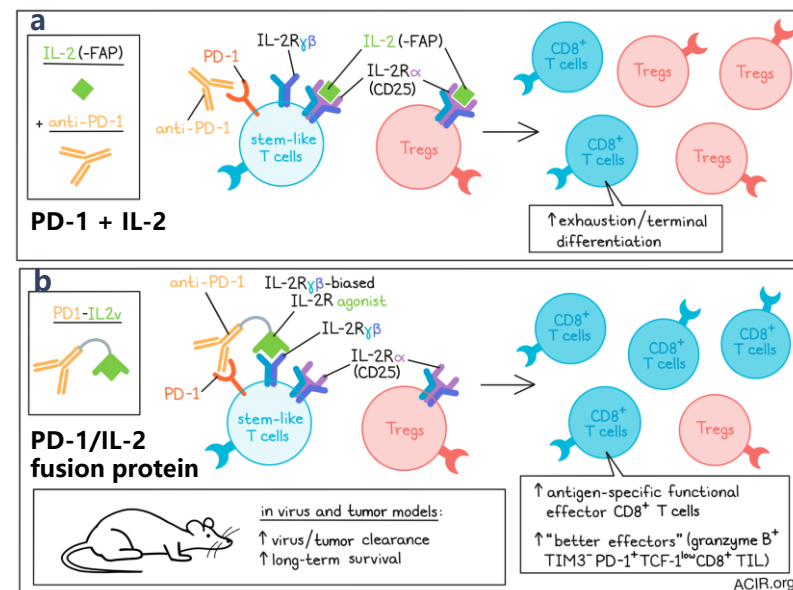 a
IL-2 (-FAP)
+ anti-PD-1
PD-1 + IL-2
PD-1
IL-2Rγβ
IL-2 (-FAP)
IL-2Rα
(CD25)
anti-PD-1
stem-like
T cells
Tregs
CD8+
T cells
Tregs
Tregs
CD8+
T cells
Tregs
↑ exhaustion/terminal
differentiation
b
PD1-IL2v
PD-1/IL-2
fusion protein
anti-PD-1
IL-2Rγβ-biased
IL-2R agonist
IL-2Rγβ
IL-2Rα
(CD25)
PD-1
stem-like
T cells
Tregs
CD8+
T cells
CD8+
T cells
CD8+
T cells
CD8+
T cells
Tregs
in virus and tumor models:
↑ virus/tumor clearance
↑ long-term survival
↑ antigen-specific functional
effector CD8+ T cells
↑ "better effectors" (granzyme B+
TIM3- PD-1+ TCF-1low CD8+ TIL)
ACIR.org